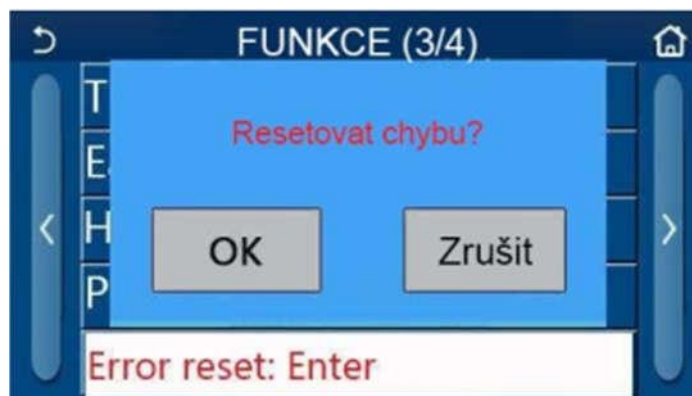 FUNKCE (3/4)
T
Resetovat chybu?
E
H
OK
Zrušit
P
Error reset: Enter